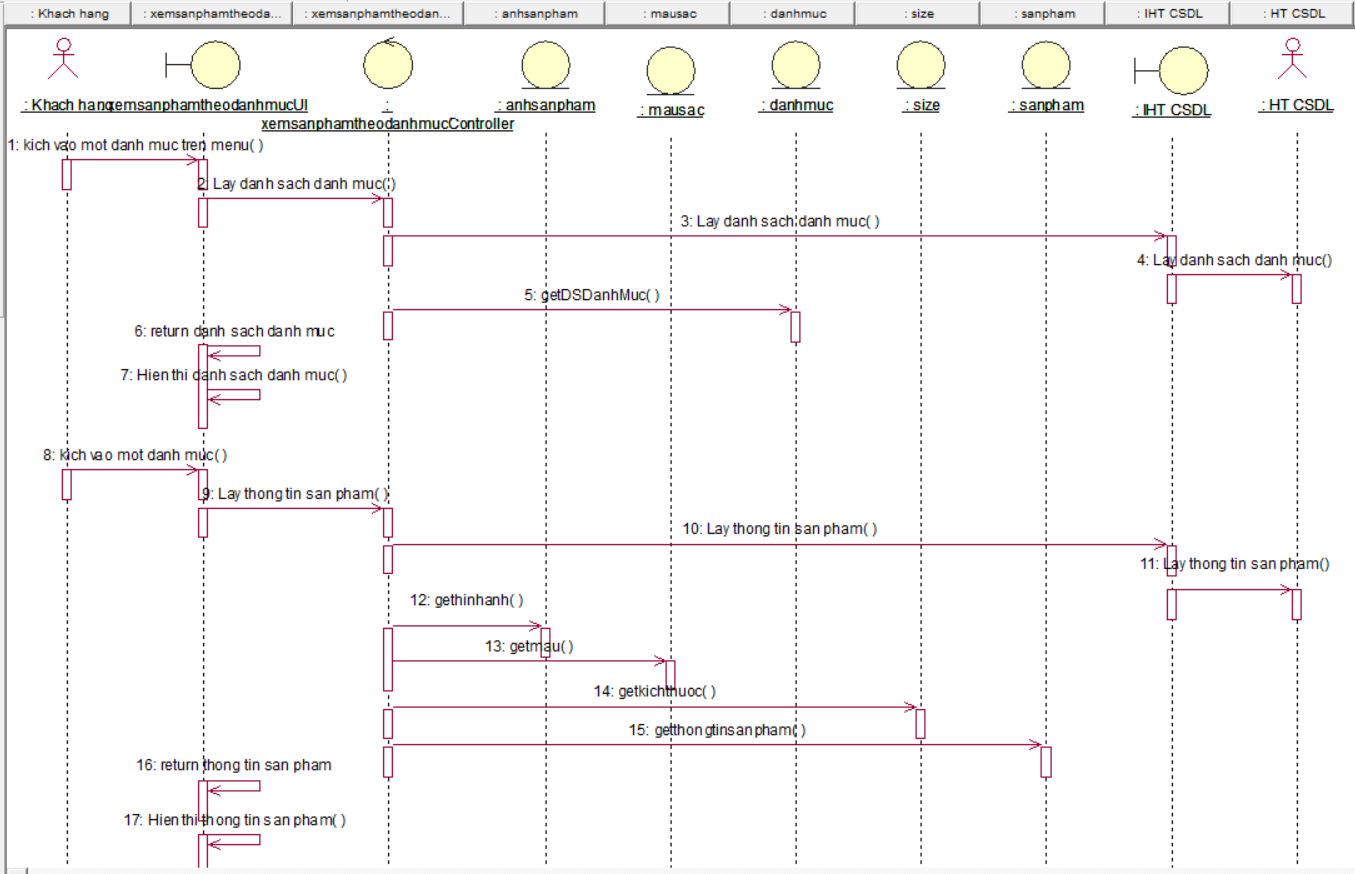 : Khach hang
: xemsanphamtheoda...
: xemsanphamtheodan...
: anhsanpham
: mausac
: danhmuc
: size
: sanpham
: IHT CSDL
: HT CSDL
: Khach hang
xemsanphamtheodanhmucUI
:
xemsanphamtheodanhmucController
: anhsanpham
: mausac
: danhmuc
: size
: sanpham
: IHT CSDL
: HT CSDL
1: kich vao mot danh muc tren menu( )
2: Lay danh sach danh muc( )
3: Lay danh sach danh muc( )
4: Lay danh sach danh muc()
5: getDSDanhMuc( )
6: return danh sach danh muc
7: Hien thi danh sach danh muc( )
8: kich vao mot danh muc( )
9: Lay thong tin san pham( )
10: Lay thong tin san pham( )
11: Lay thong tin san pham()
12: gethinhanh( )
13: getmau( )
14: getkichthuoc( )
15: getthongtinsanpham( )
16: return thong tin san pham
17: Hien thi thong tin san pham( )